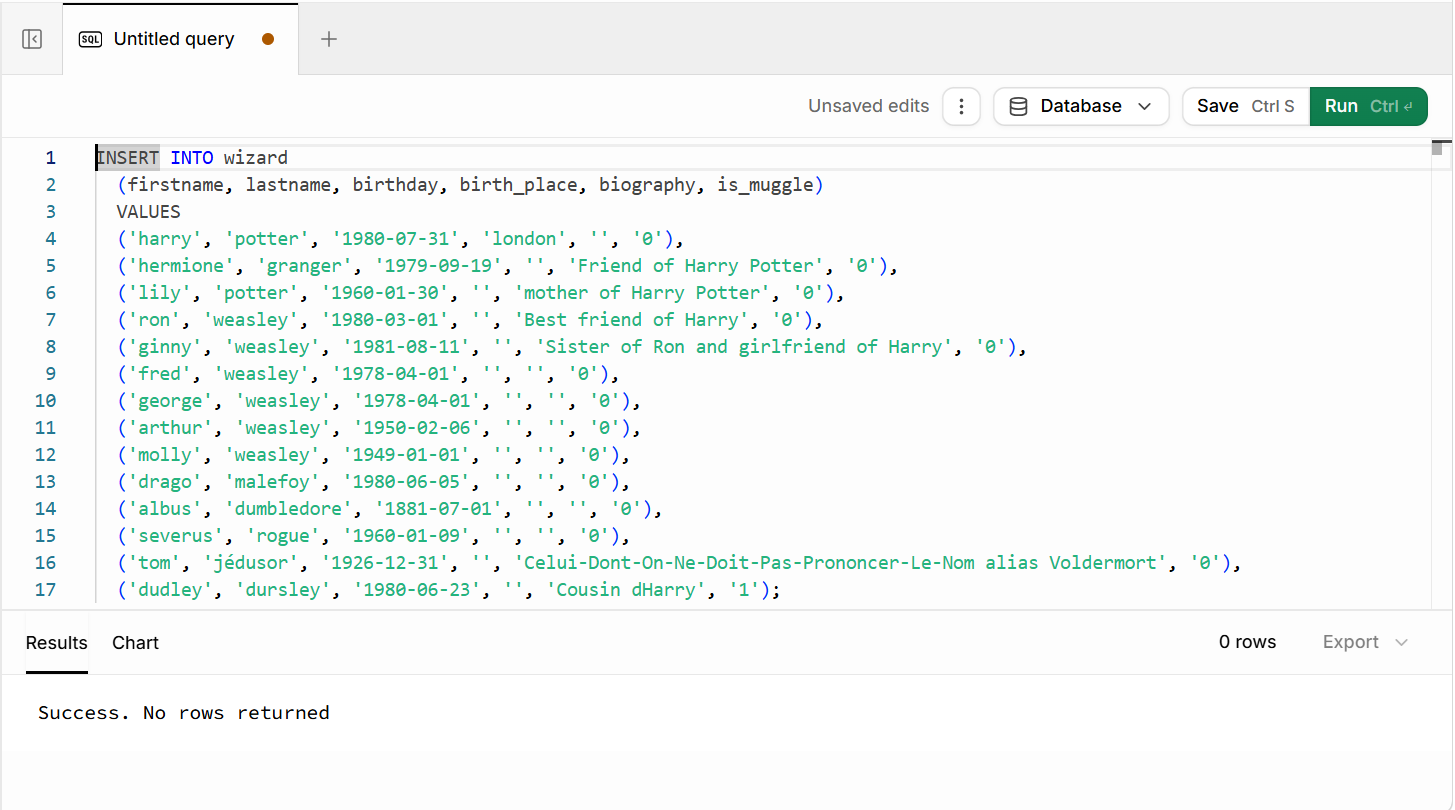 SQL Untitled query
Unsaved edits Database Save Ctrl S Run Ctrl ↵
1 INSERT INTO wizard
2 (firstname, lastname, birthday, birth_place, biography, is_muggle)
3 VALUES
4 ('harry', 'potter', '1980-07-31', 'london', '', '0'),
5 ('hermione', 'granger', '1979-09-19', '', 'Friend of Harry Potter', '0'),
6 ('lily', 'potter', '1960-01-30', '', 'mother of Harry Potter', '0'),
7 ('ron', 'weasley', '1980-03-01', '', 'Best friend of Harry', '0'),
8 ('ginny', 'weasley', '1981-08-11', '', 'Sister of Ron and girlfriend of Harry', '0'),
9 ('fred', 'weasley', '1978-04-01', '', '', '0'),
10 ('george', 'weasley', '1978-04-01', '', '', '0'),
11 ('arthur', 'weasley', '1950-02-06', '', '', '0'),
12 ('molly', 'weasley', '1949-01-01', '', '', '0'),
13 ('drago', 'malefoy', '1980-06-05', '', '', '0'),
14 ('albus', 'dumbledore', '1881-07-01', '', '', '0'),
15 ('severus', 'rogue', '1960-01-09', '', '', '0'),
16 ('tom', 'jédusor', '1926-12-31', '', 'Celui-Dont-On-Ne-Doit-Pas-Prononcer-Le-Nom alias Voldermort', '0'),
17 ('dudley', 'dursley', '1980-06-23', '', 'Cousin dHarry', '1');
Results Chart 0 rows Export
Success. No rows returned